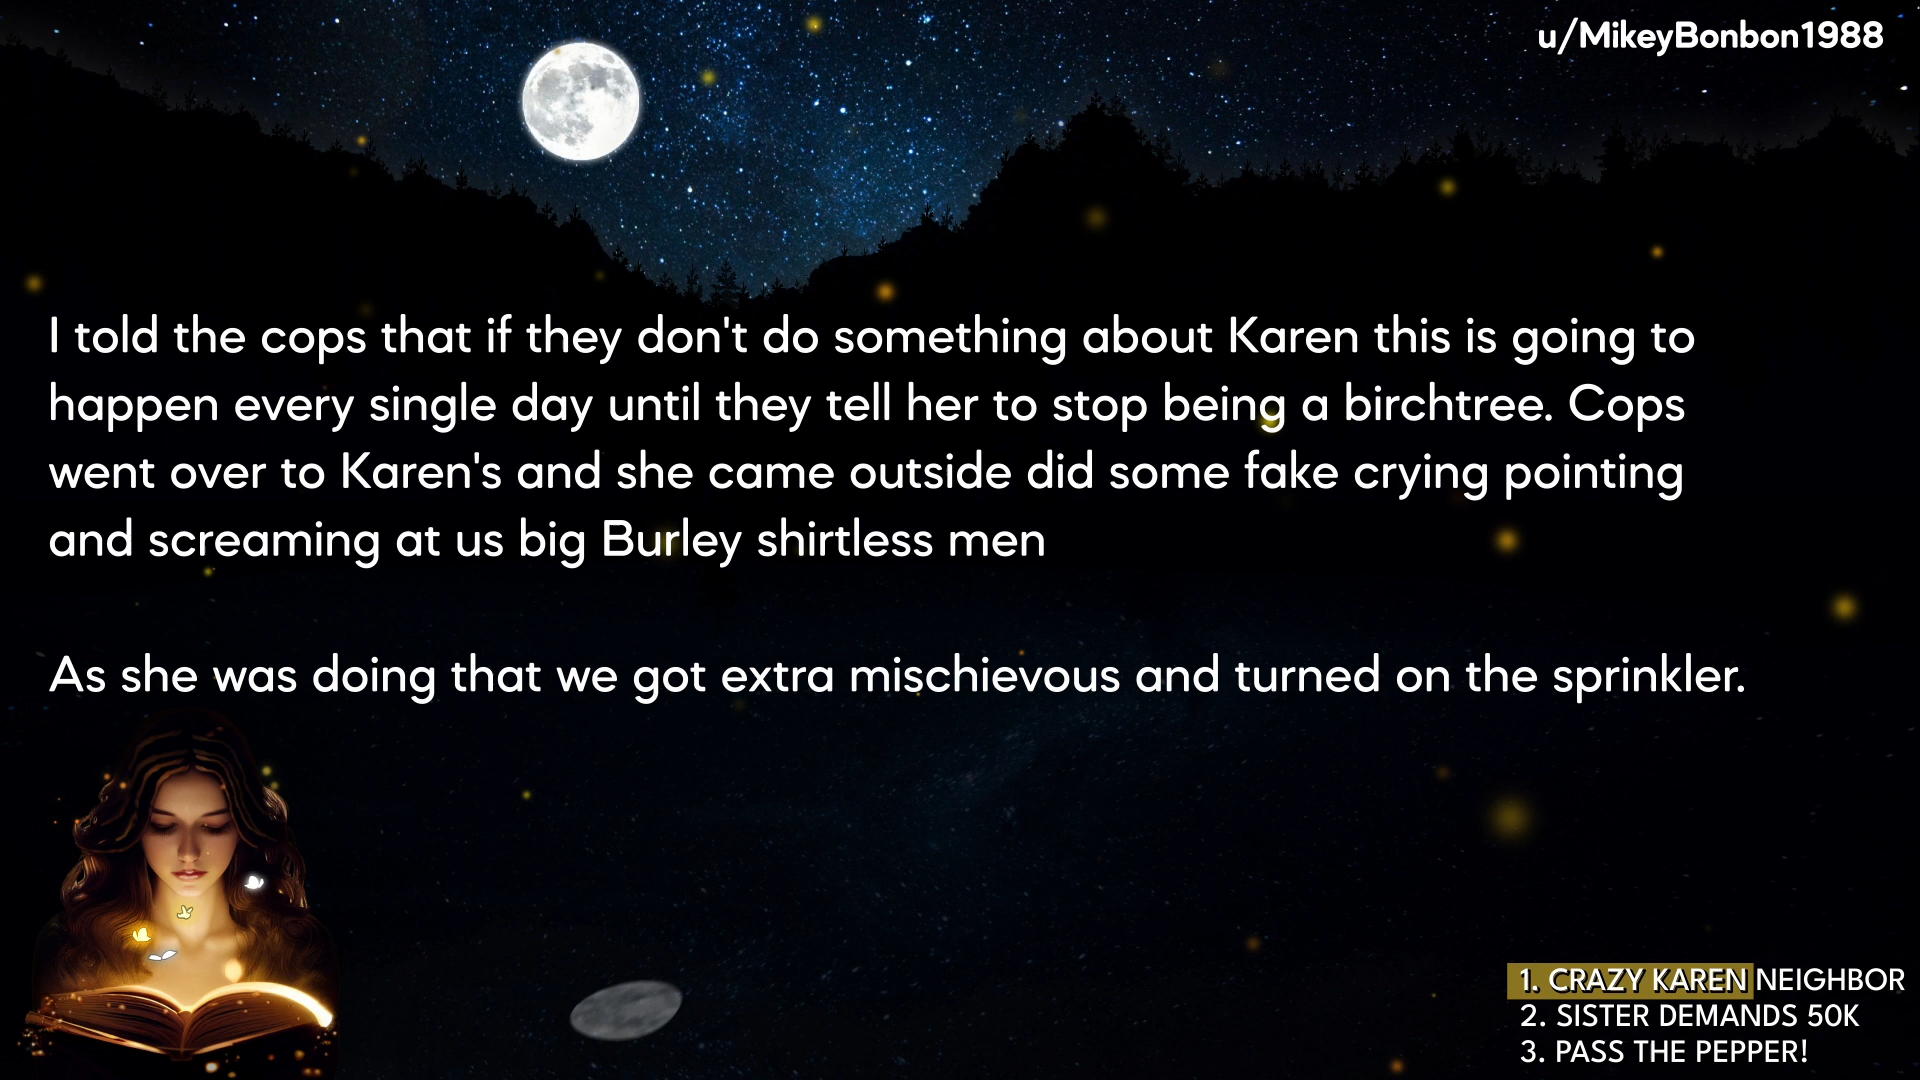 u/MikeyBonbon1988
I told the cops that if they don't do something about Karen this is going to
happen every single day until they tell her to stop being a birchtree. Cops
went over to Karen's and she came outside did some fake crying pointing
and screaming at us big Burley shirtless men
As she was doing that we got extra mischievous and turned on the sprinkler.
1. CRAZY KAREN NEIGHBOR
2. SISTER DEMANDS 50K
3. PASS THE PEPPER!